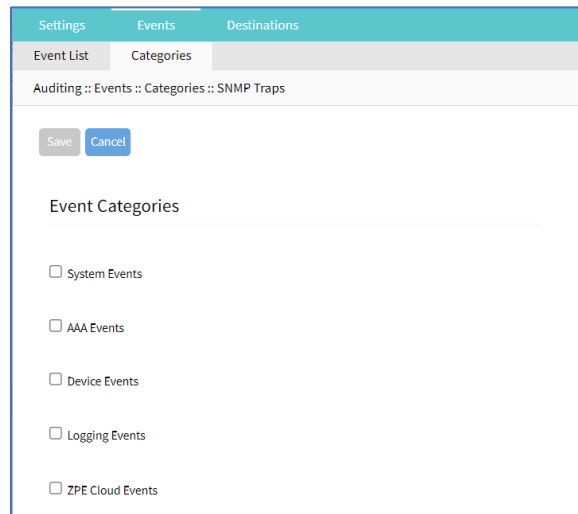 Settings Events Destinations
Event List Categories
Auditing :: Events :: Categories :: SNMP Traps
Save Cancel
Event Categories
System Events
AAA Events
Device Events
Logging Events
ZPE Cloud Events